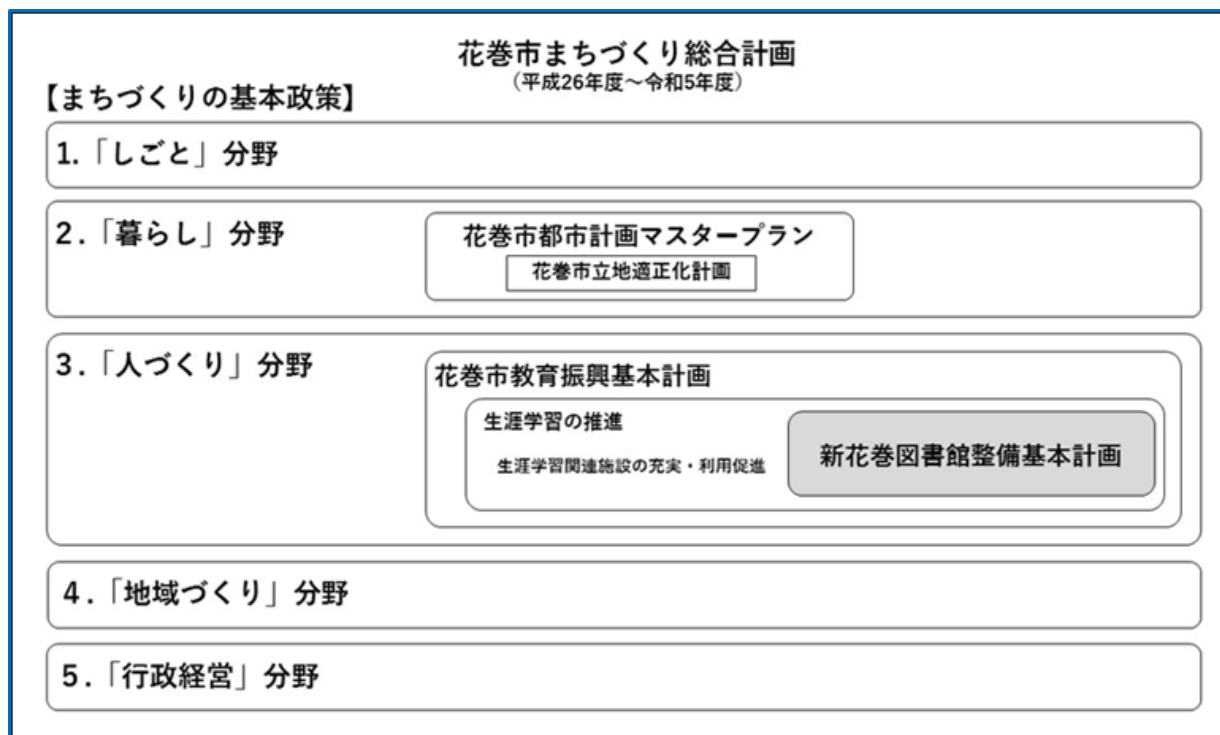 花巻市まちづくり総合計画
（平成26年度～令和5年度）
【まちづくりの基本政策】
1.「しごと」分野
2.「暮らし」分野
花巻市都市計画マスタープラン
花巻市立地適正化計画
3.「人づくり」分野
花巻市教育振興基本計画
生涯学習の推進
生涯学習関連施設の充実・利用促進
新花巻図書館整備基本計画
4.「地域づくり」分野
5.「行政経営」分野